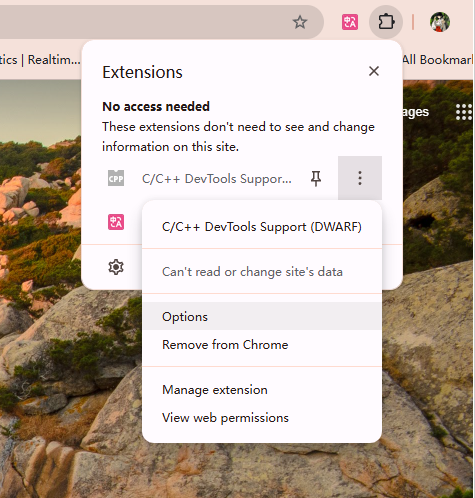 tics | Realtim...
All Bookmar
Extensions
No access needed
These extensions don't need to see and change
information on this site.
ages
CPP
C/C++ DevTools Suppor...
C/C++ DevTools Support (DWARF)
Can't read or change site's data
Options
Remove from Chrome
Manage extension
View web permissions